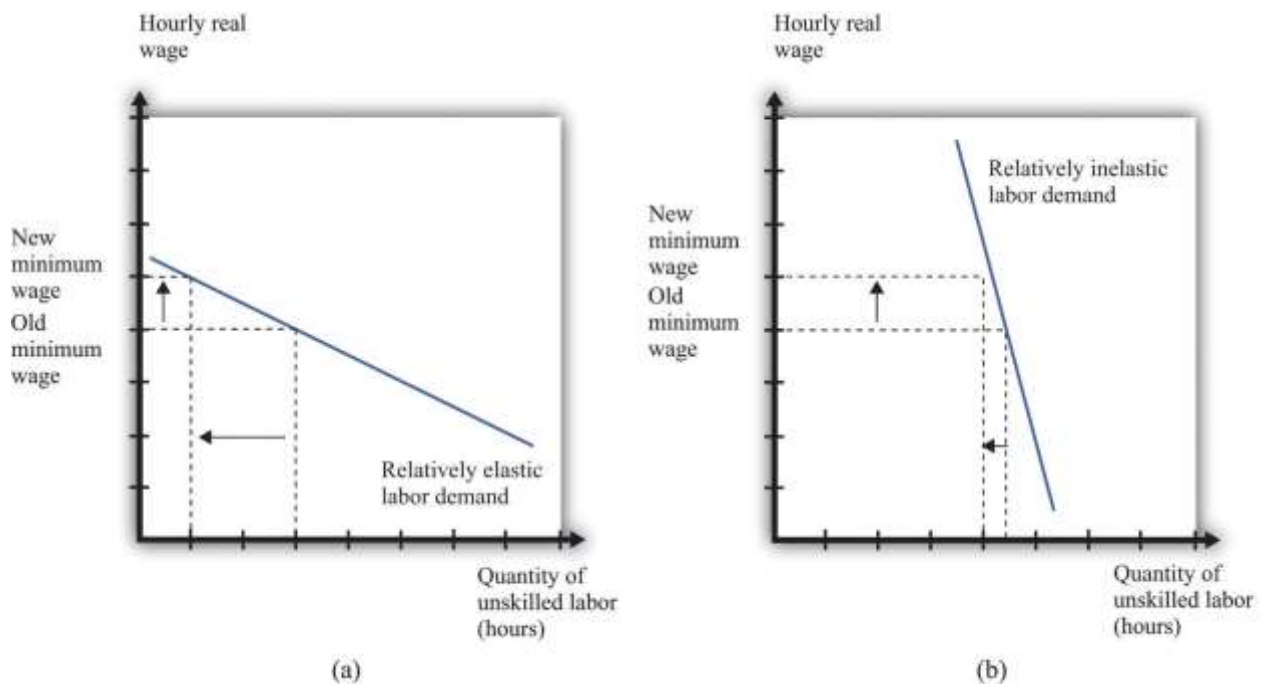 Hourly real
wage
New
minimum
wage
Old
minimum
wage
Relatively elastic
labor demand
Quantity of
unskilled labor
(hours)
(a)
Hourly real
wage
Relatively inelastic
labor demand
New
minimum
wage
Old
minimum
wage
Quantity of
unskilled labor
(hours)
(b)